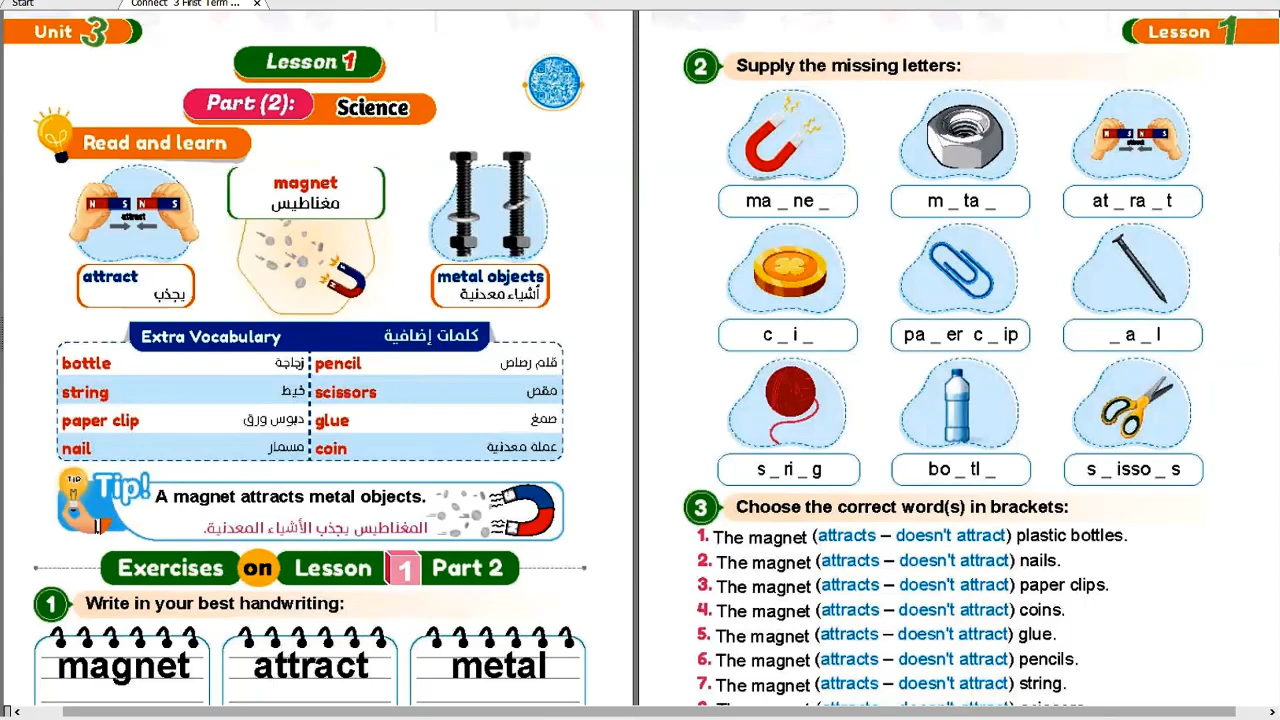 Start
Connect 3 First Term ...
Unit 3
Lesson 1
Part (2): Science
Read and learn
N S N S
attract
attract
يجذب
magnet
مغناطيس
metal objects
أشياء معدنية
Extra Vocabulary كلمات إضافية
bottle زجاجة pencil قلم رصاص
string خيط scissors مقص
paper clip دبوس ورق glue صمغ
nail مسمار coin عملة معدنية
TIP
Tip!
A magnet attracts metal objects.
المغناطيس يجذب الأشياء المعدنية.
Exercises on Lesson 1 Part 2
1 Write in your best handwriting:
magnet attract metal
Lesson 1
2 Supply the missing letters:
N S N S
ma _ ne _ m _ ta _ at _ ra _ t
c _ i _ pa _ er c _ ip _ a _ l
s _ ri _ g bo _ tl _ s _ isso _ s
3 Choose the correct word(s) in brackets:
1. The magnet (attracts – doesn't attract) plastic bottles.
2. The magnet (attracts – doesn't attract) nails.
3. The magnet (attracts – doesn't attract) paper clips.
4. The magnet (attracts – doesn't attract) coins.
5. The magnet (attracts – doesn't attract) glue.
6. The magnet (attracts – doesn't attract) pencils.
7. The magnet (attracts – doesn't attract) string.